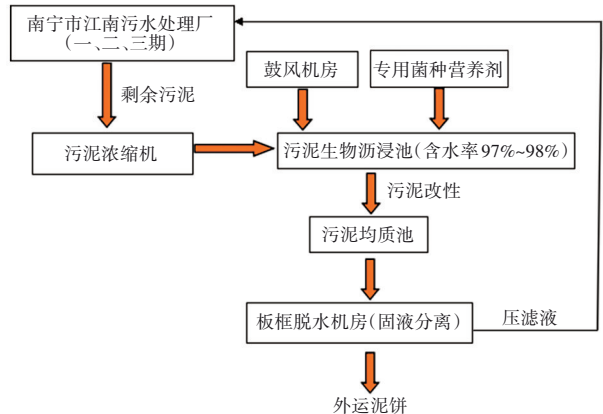 南宁市江南污水处理厂
(一、二、三期)
鼓风机房
专用菌种营养剂
剩余污泥
污泥浓缩机
污泥生物沥浸池(含水率97%~98%)
污泥改性
污泥均质池
板框脱水机房(固液分离)
压滤液
外运泥饼